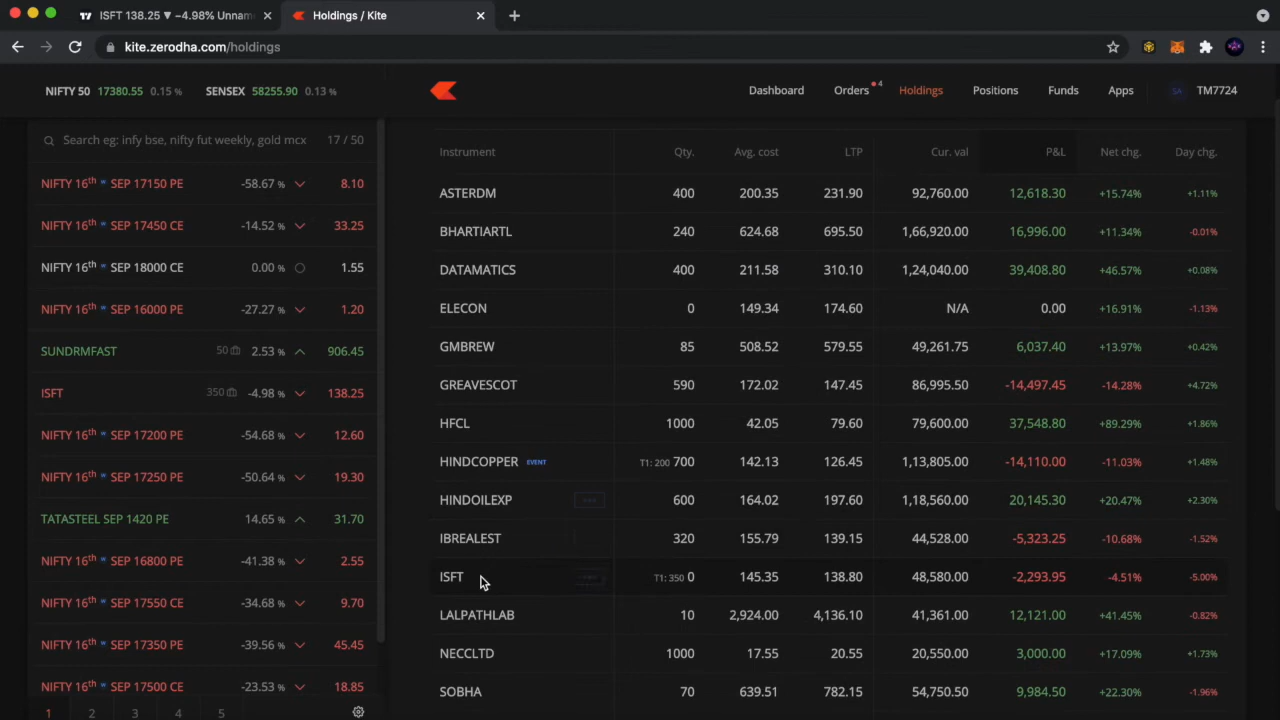 ISFT 138.25 ▼ −4.98% Unnam
Holdings / Kite
kite.zerodha.com/holdings
NIFTY 50 17380.55 0.15 %
SENSEX 58255.90 0.13 %
Dashboard Orders 4 Holdings Positions Funds Apps SA TM7724
Search eg: infy bse, nifty fut weekly, gold mcx 17 / 50
NIFTY 16th w SEP 17150 PE -58.67 % 8.10
NIFTY 16th w SEP 17450 CE -14.52 % 33.25
NIFTY 16th w SEP 18000 CE 0.00 % 1.55
NIFTY 16th w SEP 16000 PE -27.27 % 1.20
SUNDRMFAST 50 2.53 % 906.45
ISFT 350 -4.98 % 138.25
NIFTY 16th w SEP 17200 PE -54.68 % 12.60
NIFTY 16th w SEP 17250 PE -50.64 % 19.30
TATASTEEL SEP 1420 PE 14.65 % 31.70
NIFTY 16th w SEP 16800 PE -41.38 % 2.55
NIFTY 16th w SEP 17550 CE -34.68 % 9.70
NIFTY 16th w SEP 17350 PE -39.56 % 45.45
NIFTY 16th w SEP 17500 CE -23.53 % 18.85
1 2 3 4 5
Instrument Qty. Avg. cost LTP Cur. val P&L Net chg. Day chg.
ASTERDM 400 200.35 231.90 92,760.00 12,618.30 +15.74% +1.11%
BHARTIARTL 240 624.68 695.50 1,66,920.00 16,996.00 +11.34% -0.01%
DATAMATICS 400 211.58 310.10 1,24,040.00 39,408.80 +46.57% +0.08%
ELECON 0 149.34 174.60 N/A 0.00 +16.91% -1.13%
GMBREW 85 508.52 579.55 49,261.75 6,037.40 +13.97% +0.42%
GREAVESCOT 590 172.02 147.45 86,995.50 -14,497.45 -14.28% +4.72%
HFCL 1000 42.05 79.60 79,600.00 37,548.80 +89.29% +1.86%
HINDCOPPER EVENT T1: 200 700 142.13 126.45 1,13,805.00 -14,110.00 -11.03% +1.48%
HINDOILEXP 600 164.02 197.60 1,18,560.00 20,145.30 +20.47% +2.30%
IBREALEST 320 155.79 139.15 44,528.00 -5,323.25 -10.68% -1.52%
ISFT T1: 350 0 145.35 138.80 48,580.00 -2,293.95 -4.51% -5.00%
LALPATHLAB 10 2,924.00 4,136.10 41,361.00 12,121.00 +41.45% -0.82%
NECCLTD 1000 17.55 20.55 20,550.00 3,000.00 +17.09% +1.73%
SOBHA 70 639.51 782.15 54,750.50 9,984.50 +22.30% -1.96%